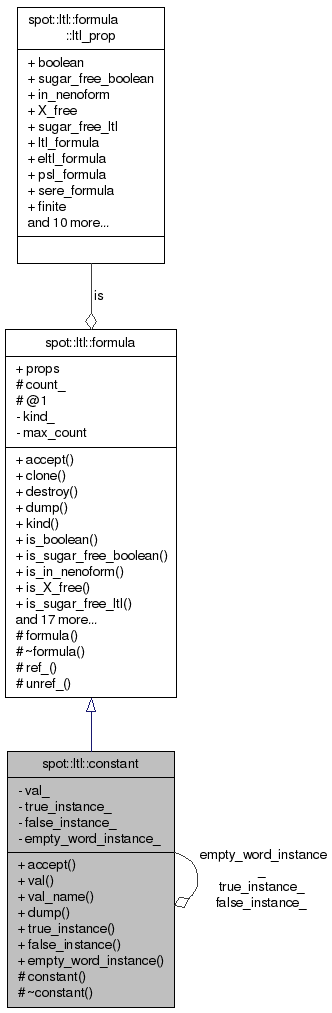 spot::ltl::formula
::ltl_prop
+ boolean
+ sugar_free_boolean
+ in_nenoform
+ X_free
+ sugar_free_ltl
+ ltl_formula
+ eltl_formula
+ psl_formula
+ sere_formula
+ finite
and 10 more...
is
spot::ltl::formula
+ props
# count_
# @1
- kind_
- max_count
+ accept()
+ clone()
+ destroy()
+ dump()
+ kind()
+ is_boolean()
+ is_sugar_free_boolean()
+ is_in_nenoform()
+ is_X_free()
+ is_sugar_free_ltl()
and 17 more...
# formula()
# ~formula()
# ref_()
# unref_()
spot::ltl::constant
- val_
- true_instance_
- false_instance_
- empty_word_instance_
+ accept()
+ val()
+ val_name()
+ dump()
+ true_instance()
+ false_instance()
+ empty_word_instance()
# constant()
# ~constant()
empty_word_instance
_
true_instance_
false_instance_